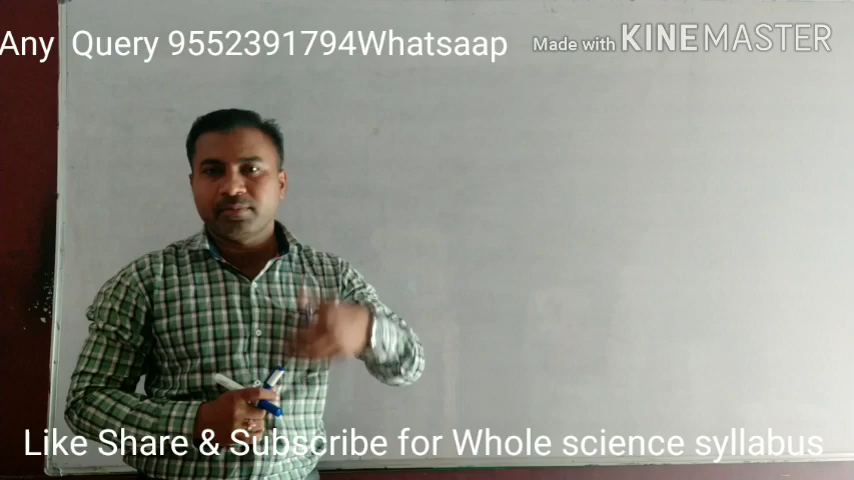 Any Query 9552391794Whatsaap
Made with KINEMASTER
Like Share & Subscribe for Whole science syllabus